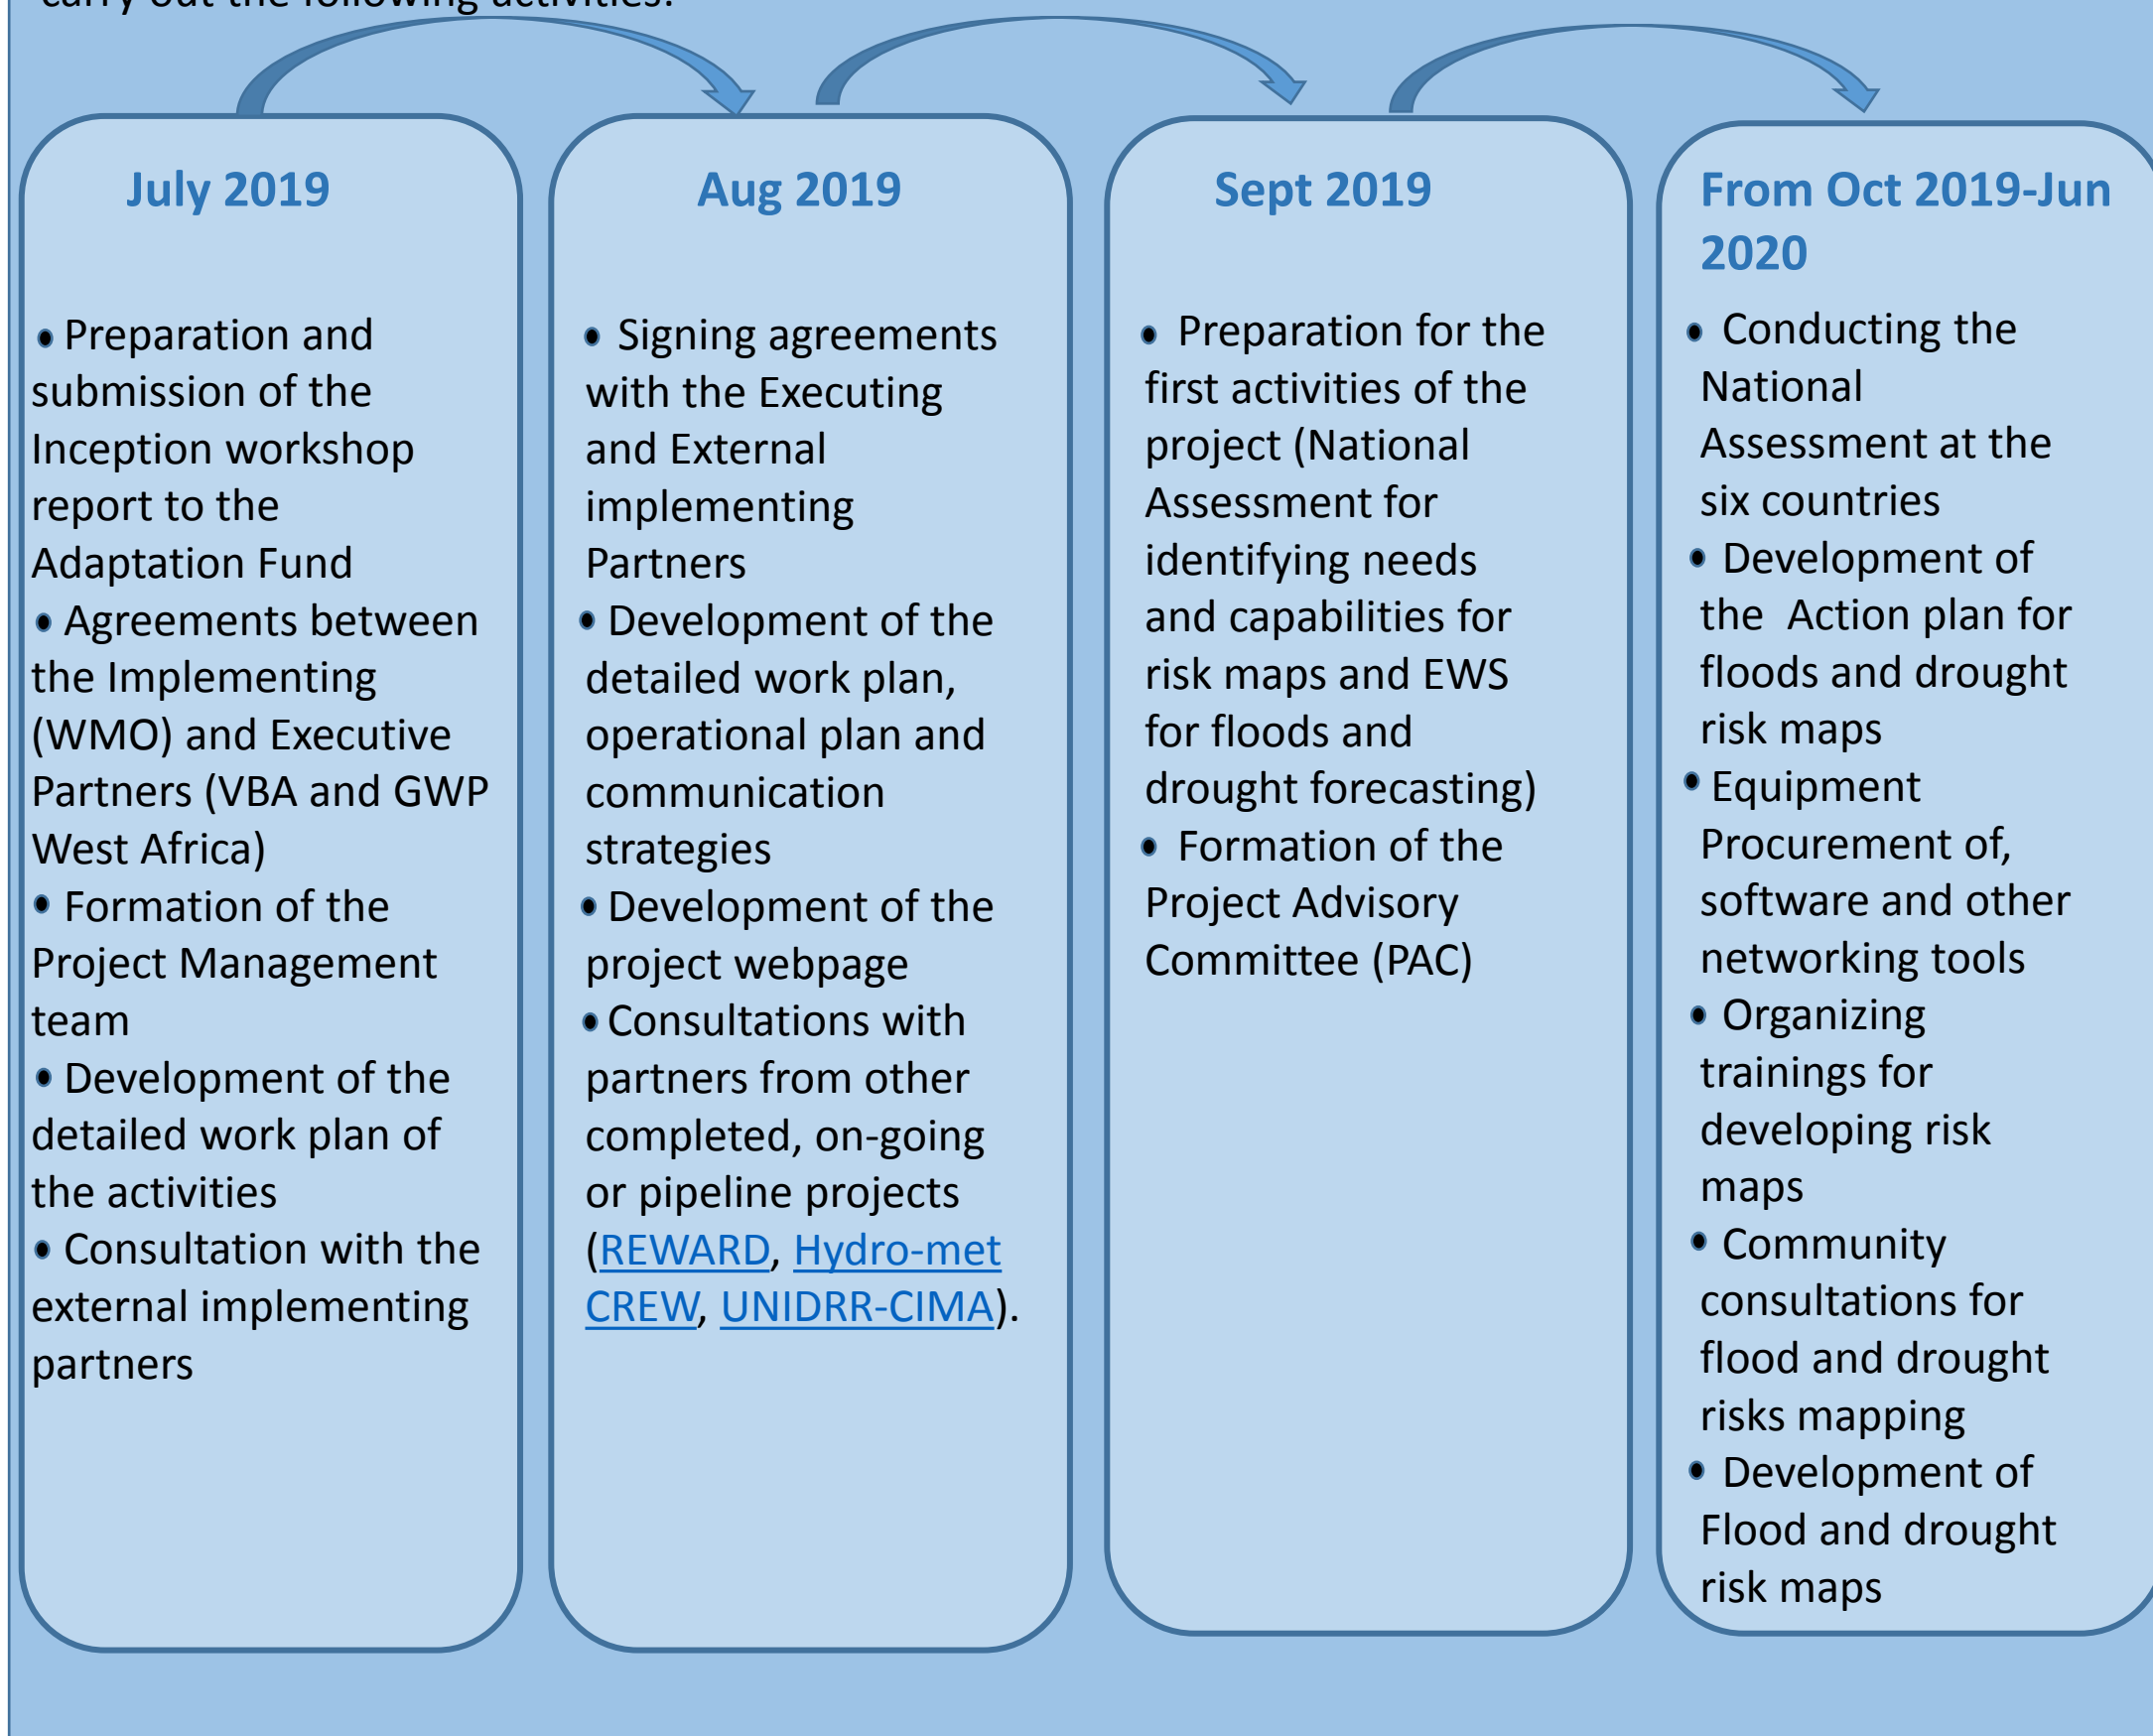 carry out the following activities:
July 2019
• Preparation and
submission of the
Inception workshop
report to the
Adaptation Fund
• Agreements between
the Implementing
(WMO) and Executive
Partners (VBA and GWP
West Africa)
• Formation of the
Project Management
team
• Development of the
detailed work plan of
the activities
• Consultation with the
external implementing
partners
Aug 2019
• Signing agreements
with the Executing
and External
implementing
Partners
• Development of the
detailed work plan,
operational plan and
communication
strategies
• Development of the
project webpage
• Consultations with
partners from other
completed, on-going
or pipeline projects
(REWARD, Hydro-met
CREW, UNIDRR-CIMA).
Sept 2019
• Preparation for the
first activities of the
project (National
Assessment for
identifying needs
and capabilities for
risk maps and EWS
for floods and
drought forecasting)
• Formation of the
Project Advisory
Committee (PAC)
From Oct 2019-Jun
2020
• Conducting the
National
Assessment at the
six countries
• Development of
the Action plan for
floods and drought
risk maps
• Equipment
Procurement of,
software and other
networking tools
• Organizing
trainings for
developing risk
maps
• Community
consultations for
flood and drought
risks mapping
• Development of
Flood and drought
risk maps